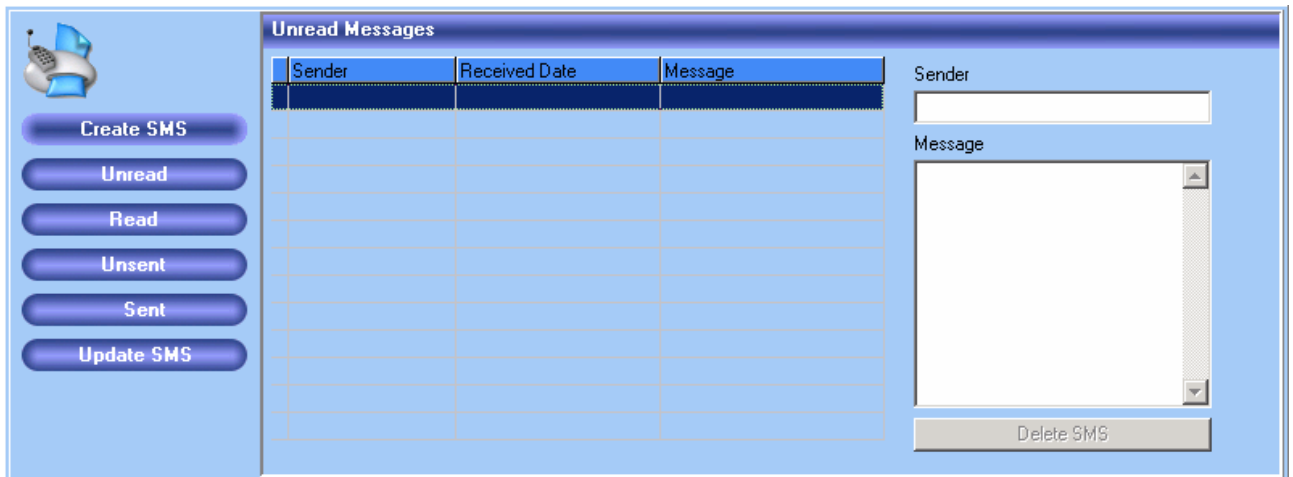 Unread Messages
Sender Received Date Message
Sender
Message
Delete SMS
Create SMS
Unread
Read
Unsent
Sent
Update SMS